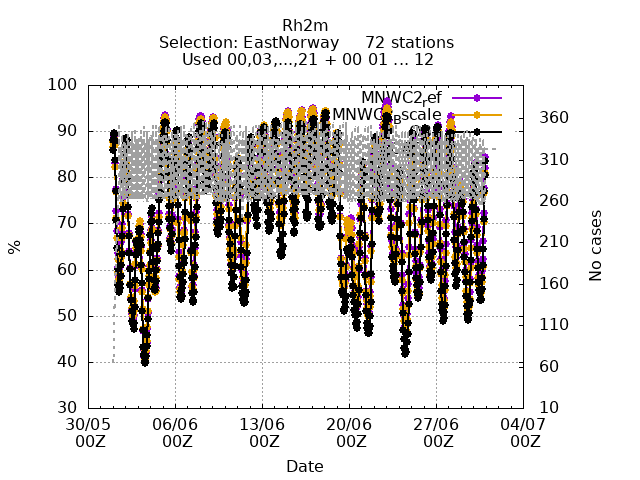 Rh2m
Selection: EastNorway 72 stations
Used 00,03,...,21 + 00 01 ... 12
MNWC2ref
scale
100
90
80
70
60
50
40
30
%
360
310
260
210
160
110
60
10
No cases
30/05 06/06 13/06 20/06 27/06 04/07
00Z 00Z 00Z 00Z 00Z 00Z
Date